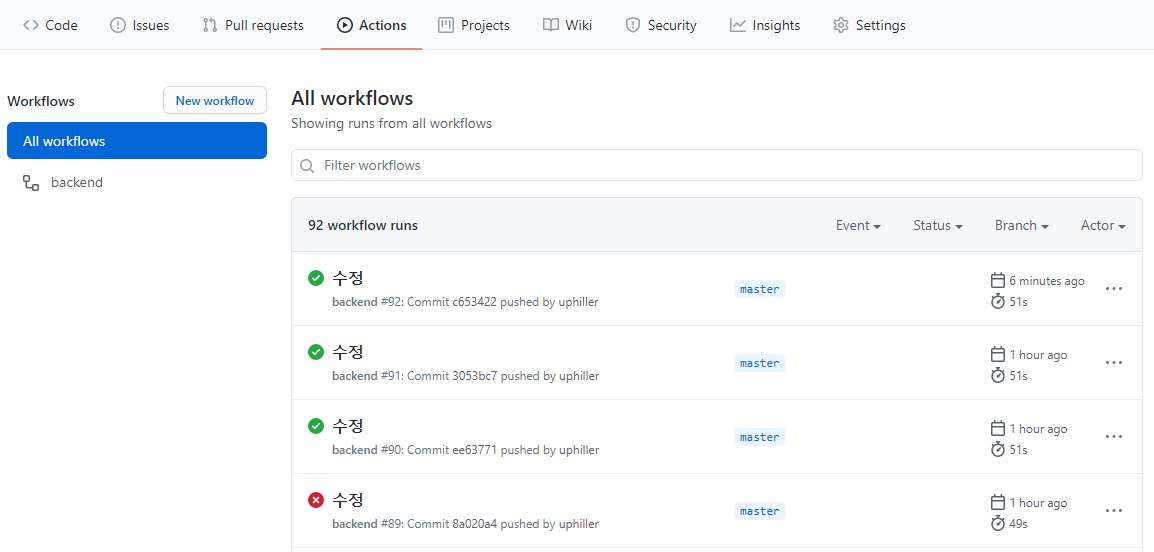 Code Issues Pull requests Actions Projects Wiki Security Insights Settings
Workflows
New workflow
All workflows
backend
All workflows
Showing runs from all workflows
Filter workflows
92 workflow runs Event Status Branch Actor
수정
backend #92: Commit c653422 pushed by uphiller
master
6 minutes ago
51s
수정
backend #91: Commit 3053bc7 pushed by uphiller
master
1 hour ago
51s
수정
backend #90: Commit ee63771 pushed by uphiller
master
1 hour ago
51s
수정
backend #89: Commit 8a020a4 pushed by uphiller
master
1 hour ago
49s